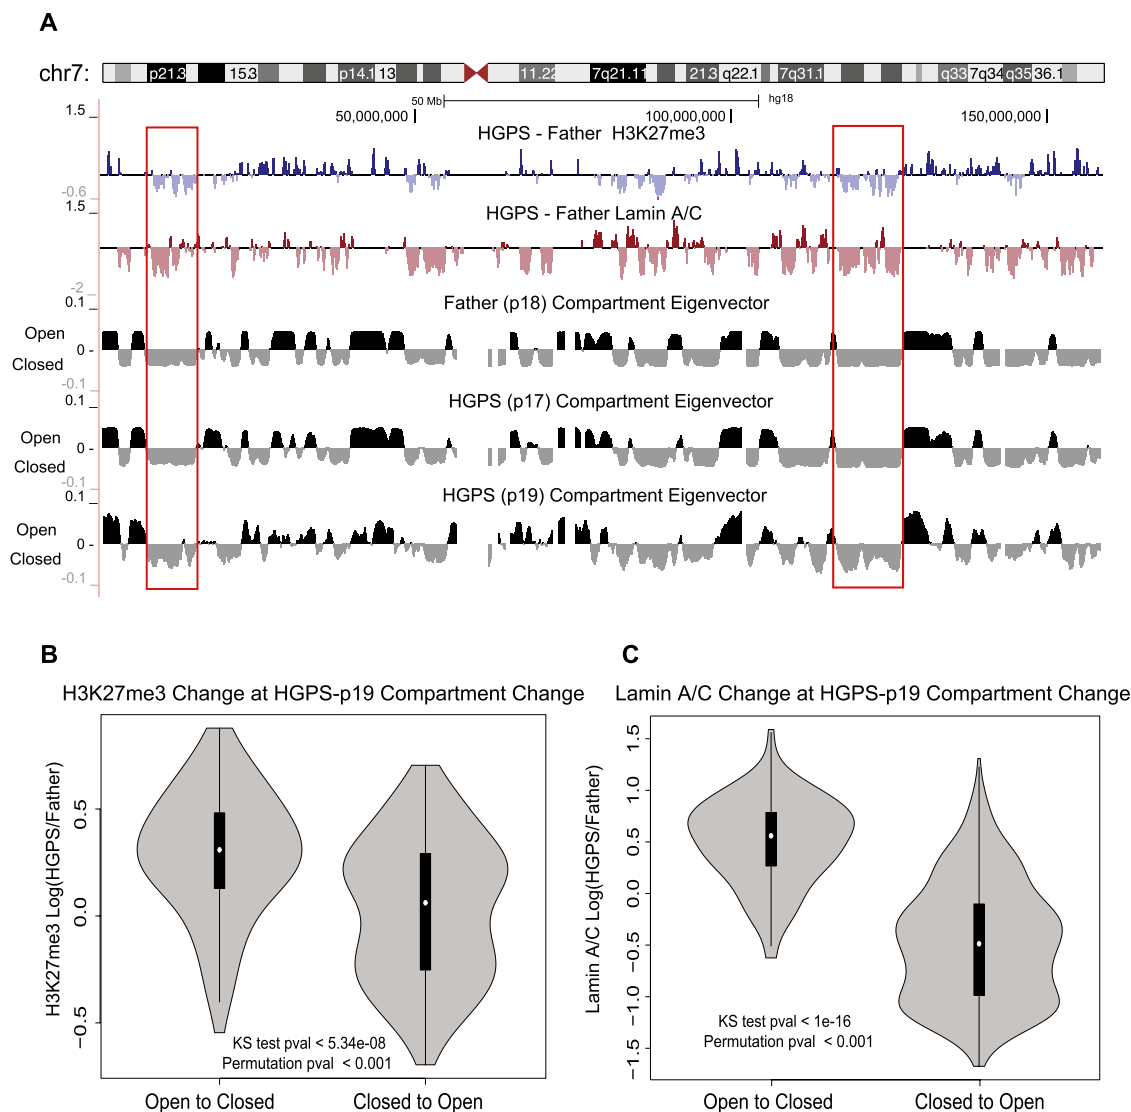 A
chr7: p21.3 15.3 p14.1 13 11.22 7q21.11 21.3 q22.1 7q31.1 q33 7q34 q35 36.1
50 Mb hg18
50,000,000 100,000,000 150,000,000
1.5
HGPS - Father H3K27me3
-0.6
1.5
HGPS - Father Lamin A/C
-2
0.1
Father (p18) Compartment Eigenvector
Open
0 -
Closed
-0.1
0.1
HGPS (p17) Compartment Eigenvector
Open
0 -
Closed
-0.1
0.1
HGPS (p19) Compartment Eigenvector
Open
0 -
Closed
-0.1
B
H3K27me3 Change at HGPS-p19 Compartment Change
H3K27me3 Log(HGPS/Father)
0.5
0.0
−0.5
KS test pval < 5.34e-08
Permutation pval < 0.001
Open to Closed Closed to Open
C
Lamin A/C Change at HGPS-p19 Compartment Change
Lamin A/C Log(HGPS/Father)
1.5
1.0
0.5
0.0
−0.5
−1.0
−1.5
KS test pval < 1e-16
Permutation pval < 0.001
Open to Closed Closed to Open